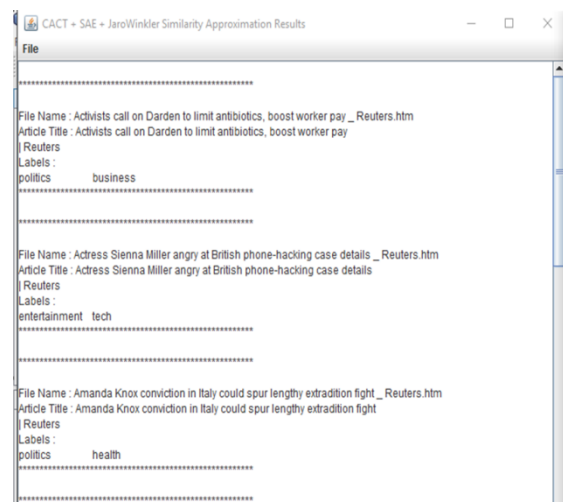 CACT + SAE + JaroWinkler Similarity Approximation Results
File
********************************************************
File Name : Activists call on Darden to limit antibiotics, boost worker pay _ Reuters.htm
Article Title : Activists call on Darden to limit antibiotics, boost worker pay
| Reuters
Labels :
politics business
********************************************************
********************************************************
File Name : Actress Sienna Miller angry at British phone-hacking case details _ Reuters.htm
Article Title : Actress Sienna Miller angry at British phone-hacking case details
| Reuters
Labels :
entertainment tech
********************************************************
********************************************************
File Name : Amanda Knox conviction in Italy could spur lengthy extradition fight _ Reuters.htm
Article Title : Amanda Knox conviction in Italy could spur lengthy extradition fight
| Reuters
Labels :
politics health
********************************************************
********************************************************